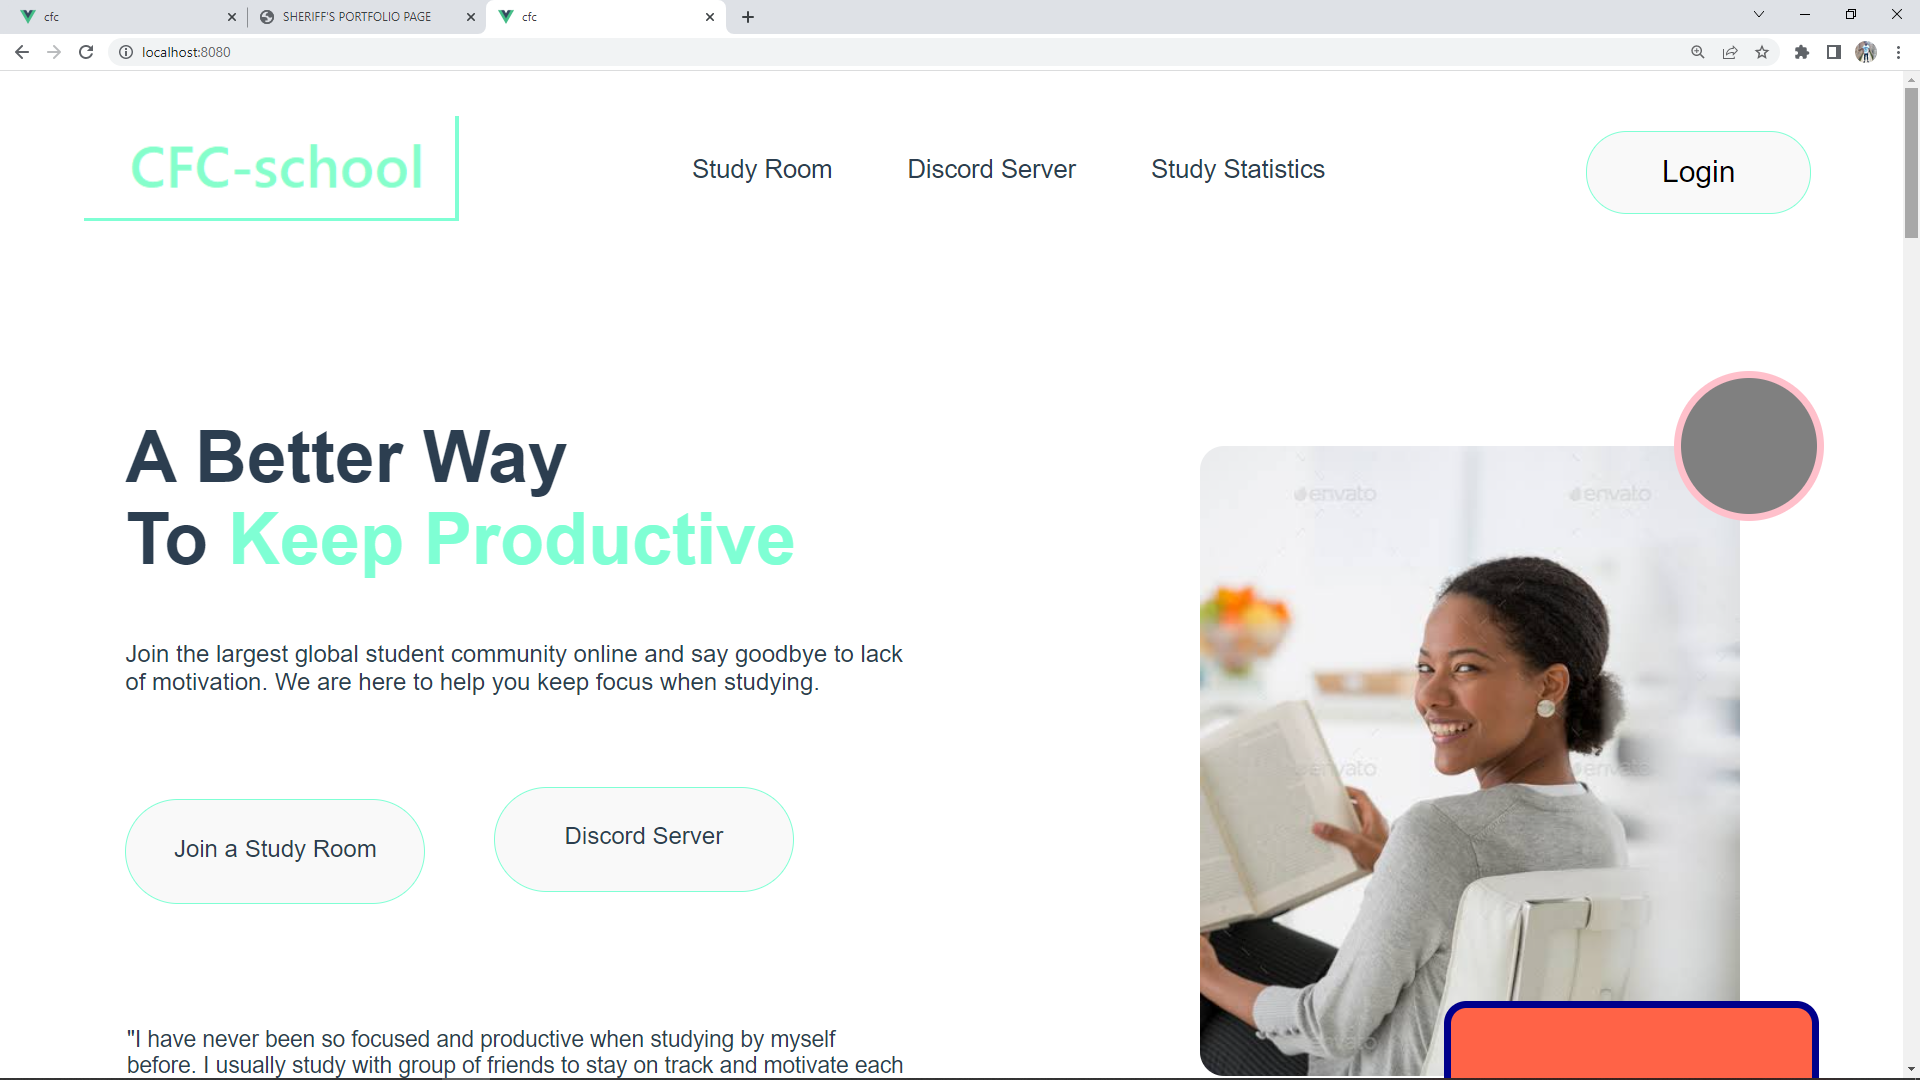 cfc
SHERIFF'S PORTFOLIO PAGE
cfc
localhost:8080
CFC-school
Study Room
Discord Server
Study Statistics
Login
A Better Way
To Keep Productive
envato
envato
Join the largest global student community online and say goodbye to lack
of motivation. We are here to help you keep focus when studying.
envato
envato
Join a Study Room
Discord Server
"I have never been so focused and productive when studying by myself
before. I usually study with group of friends to stay on track and motivate each
envato